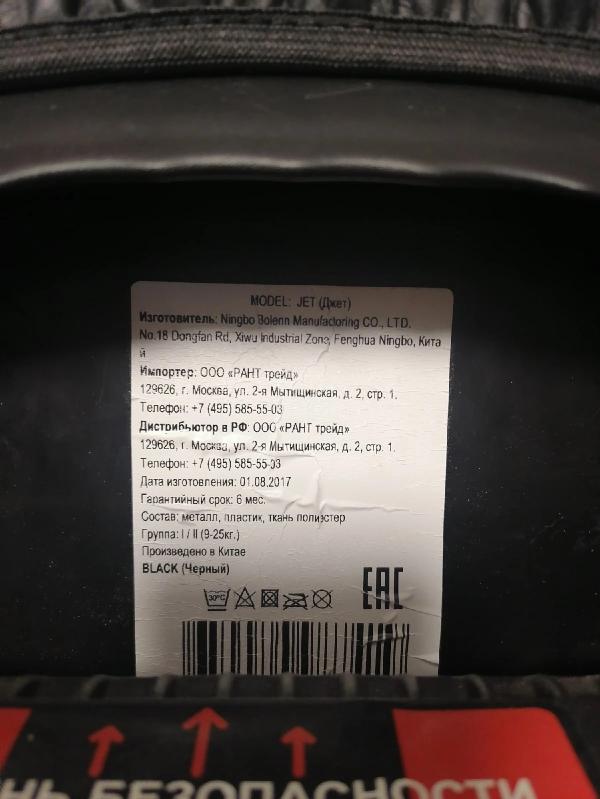 MODEL: JET (Джет)
Изготовитель: Ningbo Bolenn Manufactoring CO., LTD.
No.18 Dongfan Rd, Xiwu Industrial Zone, Fenghua Ningbo, Кита
й
Импортер: ООО «РАНТ трейд»
129626, г. Москва, ул. 2-я Мытищинская, д. 2, стр. 1.
Телефон: +7 (495) 585-55-03
Дистрибьютор в РФ: ООО «РАНТ трейд»
129626, г. Москва, ул. 2-я Мытищинская, д. 2, стр. 1.
Телефон: +7 (495) 585-55-03
Дата изготовления: 01.08.2017
Гарантийный срок: 6 мес.
Состав: металл, пластик, ткань полиэстер
Группа: I / II (9-25кг.)
Произведено в Китае
BLACK (Черный)
30°C EAC
БЕЗОПАСНОСТИ